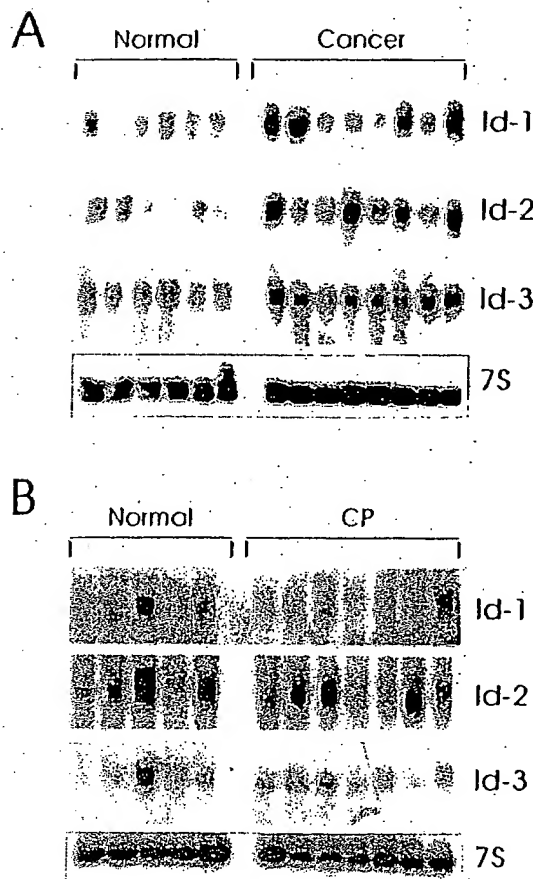 A
Normal Cancer
Id-1
Id-2
Id-3
7S
B
Normal CP
Id-1
Id-2
Id-3
7S